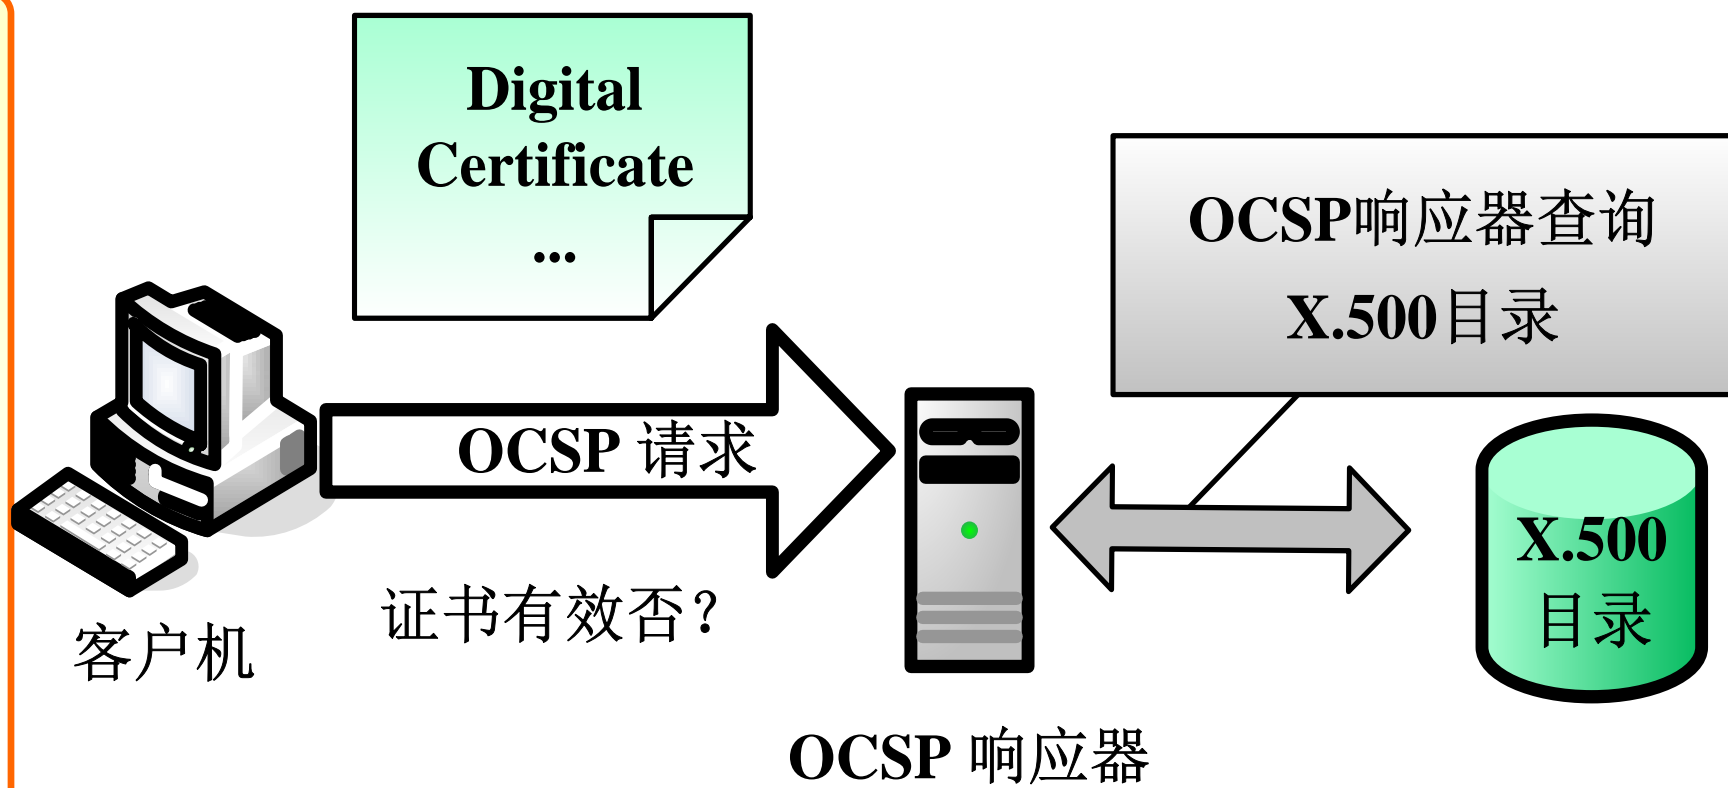 Digital
Certificate
...
OCSP响应器查询
X.500目录
OCSP 请求
证书有效否？
客户机
X.500
目录
OCSP 响应器